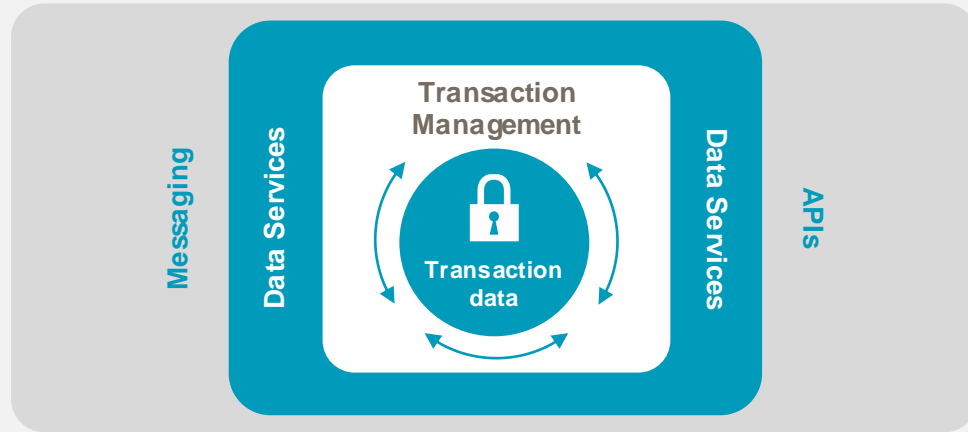 Messaging
Data Services
Transaction
Management
Transaction
data
Data Services
APIs